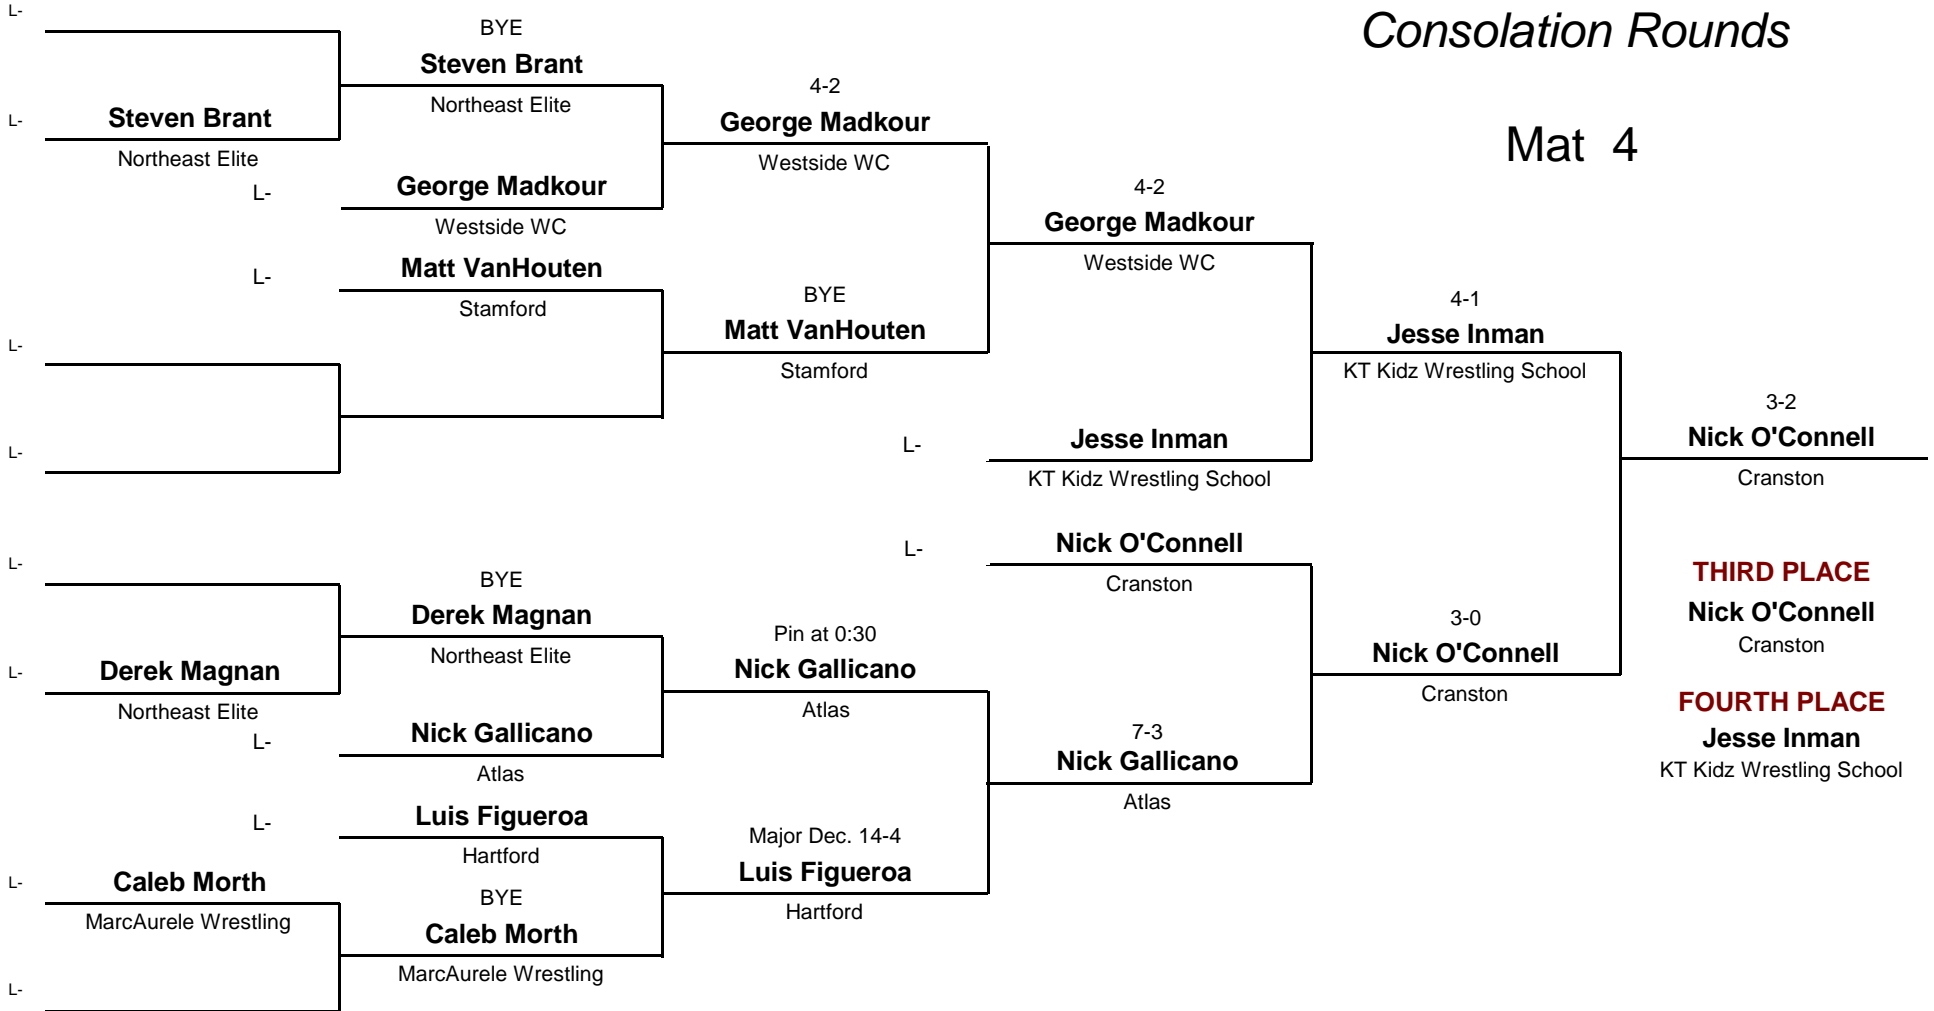 Consolation Rounds
Mat 4
L-
BYE
Steven Brant
Northeast Elite
L-
Steven Brant
Northeast Elite
4-2
George Madkour
Westside WC
L-
George Madkour
Westside WC
4-2
George Madkour
Westside WC
L-
Matt VanHouten
Stamford
BYE
Matt VanHouten
Stamford
L-
L-
4-1
Jesse Inman
KT Kidz Wrestling School
L-
Jesse Inman
KT Kidz Wrestling School
3-2
Nick O'Connell
Cranston
L-
Nick O'Connell
Cranston
L-
BYE
Derek Magnan
Northeast Elite
L-
Derek Magnan
Northeast Elite
Pin at 0:30
Nick Gallicano
Atlas
L-
Nick Gallicano
Atlas
3-0
Nick O'Connell
Cranston
7-3
Nick Gallicano
Atlas
L-
Luis Figueroa
Hartford
Major Dec. 14-4
Luis Figueroa
Hartford
L-
Caleb Morth
MarcAurele Wrestling
BYE
Caleb Morth
MarcAurele Wrestling
L-
THIRD PLACE
Nick O'Connell
Cranston
FOURTH PLACE
Jesse Inman
KT Kidz Wrestling School